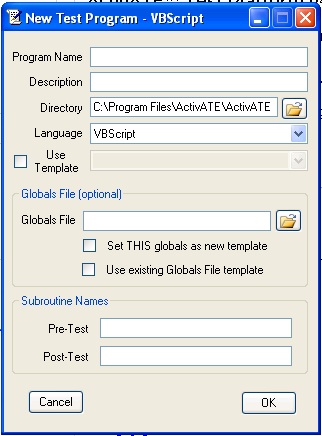 New Test Program - VBScript
Program Name
Description
Directory C:\Program Files\ActivATE\ActivATE
Language VBScript
Use
Template
Globals File (optional)
Globals File
Set THIS globals as new template
Use existing Globals File template
Subroutine Names
Pre-Test
Post-Test
Cancel OK